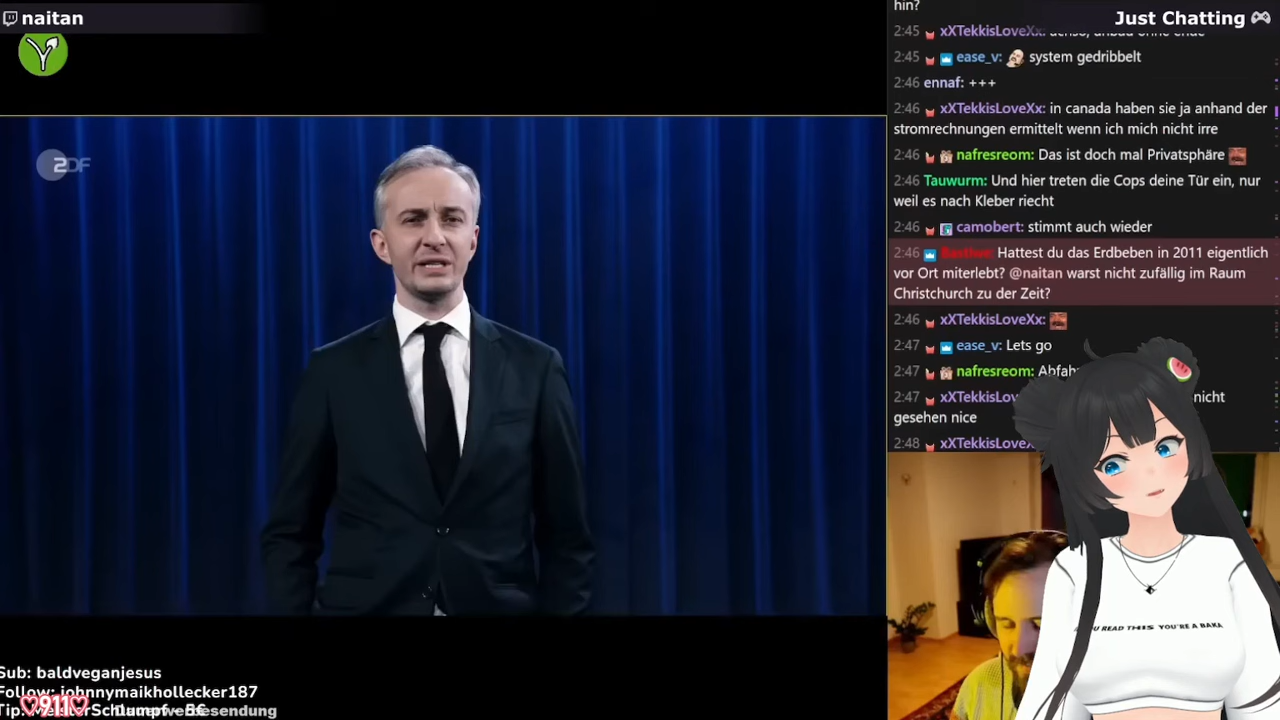 naitan
ZDF
Sub: baldveganjesus
Follow: johnnymaikhollecker187
♡911♡
Just Chatting
hin?
2:45 xXTekkisLoveXx: ohne ende
2:45 ease_v: system gedribbelt
2:46 ennaf: +++
2:46 xXTekkisLoveXx: in canada haben sie ja anhand der
stromrechnungen ermittelt wenn ich mich nicht irre
2:46 nafresreom: Das ist doch mal Privatsphäre
2:46 Tauwurm: Und hier treten die Cops deine Tür ein, nur
weil es nach Kleber riecht
2:46 camobert: stimmt auch wieder
2:46 Hattest du das Erdbeben in 2011 eigentlich
vor Ort miterlebt? @naitan warst nicht zufällig im Raum
Christchurch zu der Zeit?
2:46 xXTekkisLoveXx:
2:47 ease_v: Lets go
2:47 nafresreom:
2:47 nicht
gesehen nice
2:48
READ THIS YOU'RE A BAKA